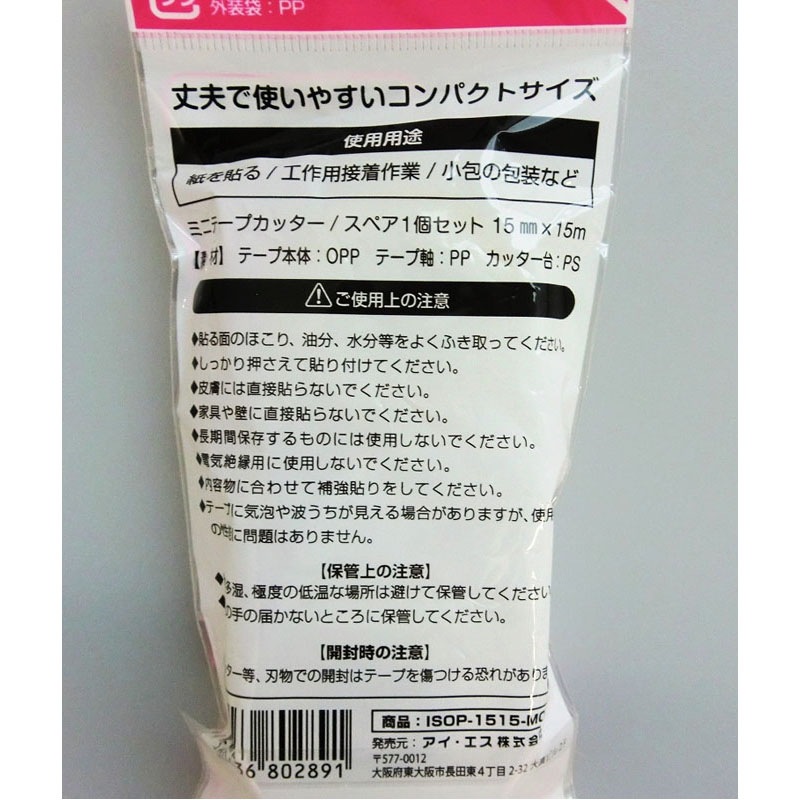 外装袋：PP
丈夫で使いやすいコンパクトサイズ
使用用途
紙を貼る / 工作用接着作業 / 小包の包装など
ミニテープカッター / スペア1個セット 15㎜×15m
【素材】 テープ本体：OPP テープ軸：PP カッター台：PS
⚠ご使用上の注意
◆貼る面のほこり、油分、水分等をよくふき取ってください。
◆しっかり押さえて貼り付けてください。
◆皮膚には直接貼らないでください。
◆家具や壁に直接貼らないでください。
◆長期間保存するものには使用しないでください。
◆電気絶縁用に使用しないでください。
◆内容物に合わせて補強貼りをしてください。
◆テープに気泡や波うちが見える場合がありますが、使用
の性能に問題はありません。
【保管上の注意】
多湿、極度の低温な場所は避けて保管してください
の手の届かないところに保管してください。
【開封時の注意】
ター等、刃物での開封はテープを傷つける恐れがありま
商品：ISOP-1515-MC
発売元：アイ・エス株式会
〒577-0012
大阪府東大阪市長田東4丁目2-32
36 802891